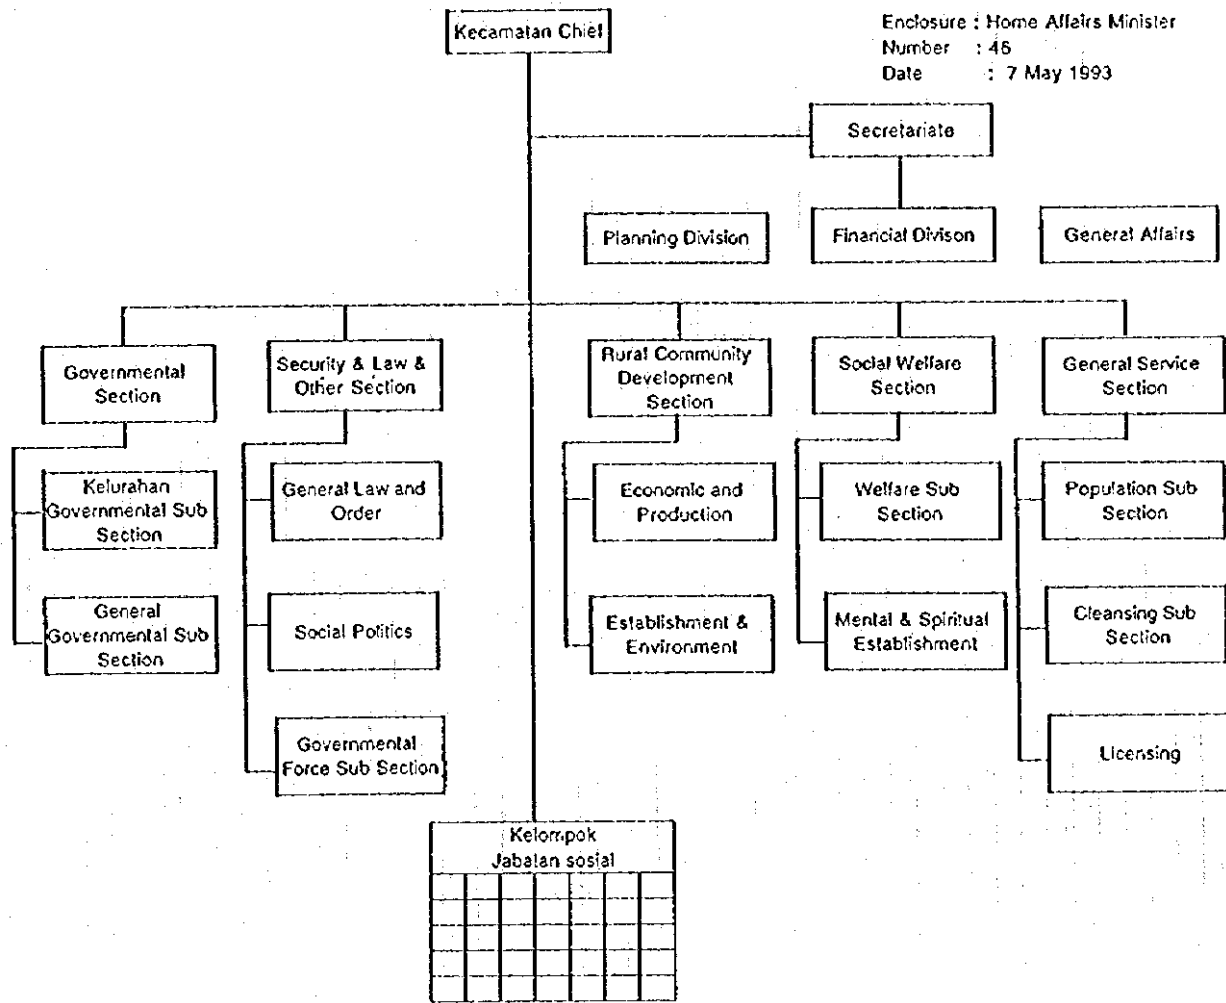 Kecamatan Chief
Enclosure : Home Affairs Minister
Number : 46
Date : 7 May 1993
Secretariate
Planning Division
Financial Divison
General Affairs
Governmental
Section
Security & Law &
Other Section
Rural Community
Development
Section
Social Welfare
Section
General Service
Section
Kelurahan
Governmental Sub
Section
General Law and
Order
Economic and
Production
Welfare Sub
Section
Population Sub
Section
General
Governmental Sub
Section
Social Politics
Establishment &
Environment
Mental & Spiritual
Establishment
Cleansing Sub
Section
Governmental
Force Sub Section
Licensing
Kelompok
Jabatan sosial